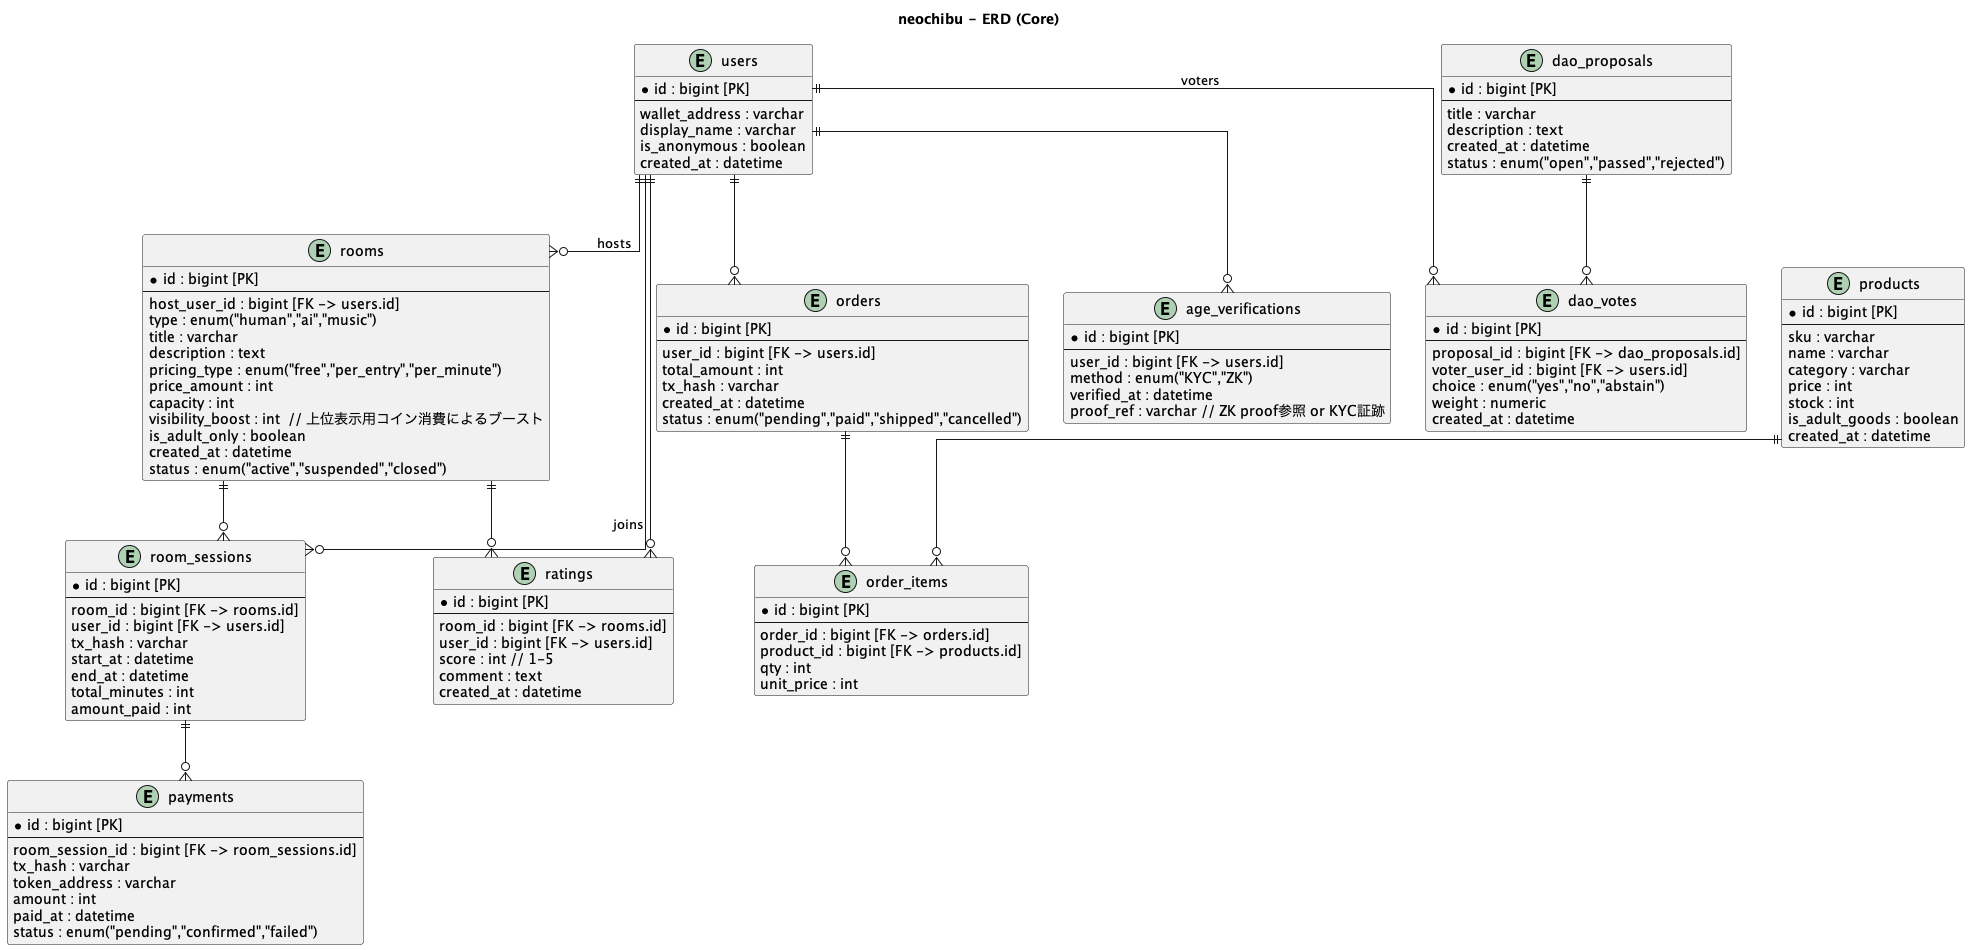 neochibu - ERD (Core)
E users
* id : bigint [PK]
wallet_address : varchar
display_name : varchar
is_anonymous : boolean
created_at : datetime
voters
E dao_proposals
* id : bigint [PK]
title : varchar
description : text
created_at : datetime
status : enum("open","passed","rejected")
hosts
E rooms
* id : bigint [PK]
host_user_id : bigint [FK -> users.id]
type : enum("human","ai","music")
title : varchar
description : text
pricing_type : enum("free","per_entry","per_minute")
price_amount : int
capacity : int
visibility_boost : int // 上位表示用コイン消費によるブースト
is_adult_only : boolean
created_at : datetime
status : enum("active","suspended","closed")
E orders
* id : bigint [PK]
user_id : bigint [FK -> users.id]
total_amount : int
tx_hash : varchar
created_at : datetime
status : enum("pending","paid","shipped","cancelled")
E age_verifications
* id : bigint [PK]
user_id : bigint [FK -> users.id]
method : enum("KYC","ZK")
verified_at : datetime
proof_ref : varchar // ZK proof参照 or KYC証跡
E dao_votes
* id : bigint [PK]
proposal_id : bigint [FK -> dao_proposals.id]
voter_user_id : bigint [FK -> users.id]
choice : enum("yes","no","abstain")
weight : numeric
created_at : datetime
E products
* id : bigint [PK]
sku : varchar
name : varchar
category : varchar
price : int
stock : int
is_adult_goods : boolean
created_at : datetime
joins
E room_sessions
* id : bigint [PK]
room_id : bigint [FK -> rooms.id]
user_id : bigint [FK -> users.id]
tx_hash : varchar
start_at : datetime
end_at : datetime
total_minutes : int
amount_paid : int
E ratings
* id : bigint [PK]
room_id : bigint [FK -> rooms.id]
user_id : bigint [FK -> users.id]
score : int // 1-5
comment : text
created_at : datetime
E order_items
* id : bigint [PK]
order_id : bigint [FK -> orders.id]
product_id : bigint [FK -> products.id]
qty : int
unit_price : int
E payments
* id : bigint [PK]
room_session_id : bigint [FK -> room_sessions.id]
tx_hash : varchar
token_address : varchar
amount : int
paid_at : datetime
status : enum("pending","confirmed","failed")